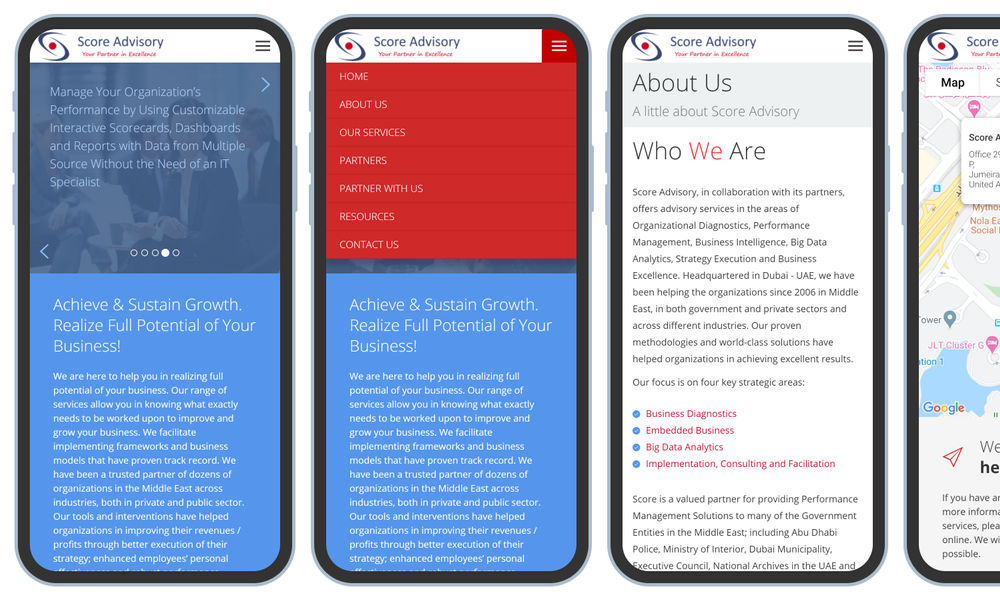 Score Advisory
Your Partner in Excellence
Manage Your Organization's
Performance by Using Customizable
Interactive Scorecards, Dashboards
and Reports with Data from Multiple
Source Without the Need of an IT
Specialist
Achieve & Sustain Growth.
Realize Full Potential of Your
Business!
We are here to help you in realizing full
potential of your business. Our range of
services allow you in knowing what exactly
needs to be worked upon to improve and
grow your business. We facilitate
implementing frameworks and business
models that have proven track record. We
have been a trusted partner of dozens of
organizations in the Middle East across
industries, both in private and public sector.
Our tools and interventions have helped
organizations in improving their revenues /
profits through better execution of their
strategy; enhanced employees' personal
Score Advisory
Your Partner in Excellence
HOME
ABOUT US
OUR SERVICES
PARTNERS
PARTNER WITH US
RESOURCES
CONTACT US
Achieve & Sustain Growth.
Realize Full Potential of Your
Business!
We are here to help you in realizing full
potential of your business. Our range of
services allow you in knowing what exactly
needs to be worked upon to improve and
grow your business. We facilitate
implementing frameworks and business
models that have proven track record. We
have been a trusted partner of dozens of
organizations in the Middle East across
industries, both in private and public sector.
Our tools and interventions have helped
organizations in improving their revenues /
profits through better execution of their
strategy; enhanced employees' personal
Score Advisory
Your Partner in Excellence
About Us
A little about Score Advisory
Who We Are
Score Advisory, in collaboration with its partners,
offers advisory services in the areas of
Organizational Diagnostics, Performance
Management, Business Intelligence, Big Data
Analytics, Strategy Execution and Business
Excellence. Headquartered in Dubai - UAE, we have
been helping the organizations since 2006 in Middle
East, in both government and private sectors and
across different industries. Our proven
methodologies and world-class solutions have
helped organizations in achieving excellent results.
Our focus is on four key strategic areas:
Business Diagnostics
Embedded Business
Big Data Analytics
Implementation, Consulting and Facilitation
Score is a valued partner for providing Performance
Management Solutions to many of the Government
Entities in the Middle East; including Abu Dhabi
Police, Ministry of Interior, Dubai Municipality,
Executive Council, National Archives in the UAE and
Score
Your
Map
S
Score A
Office 29
P,
Jumeira
United A
Mythos
Nola Ea
Social
Tower
JLT Cluster G
ation 1
Google
We
he
If you have an
more informa
services, plea
online. We wi
possible.